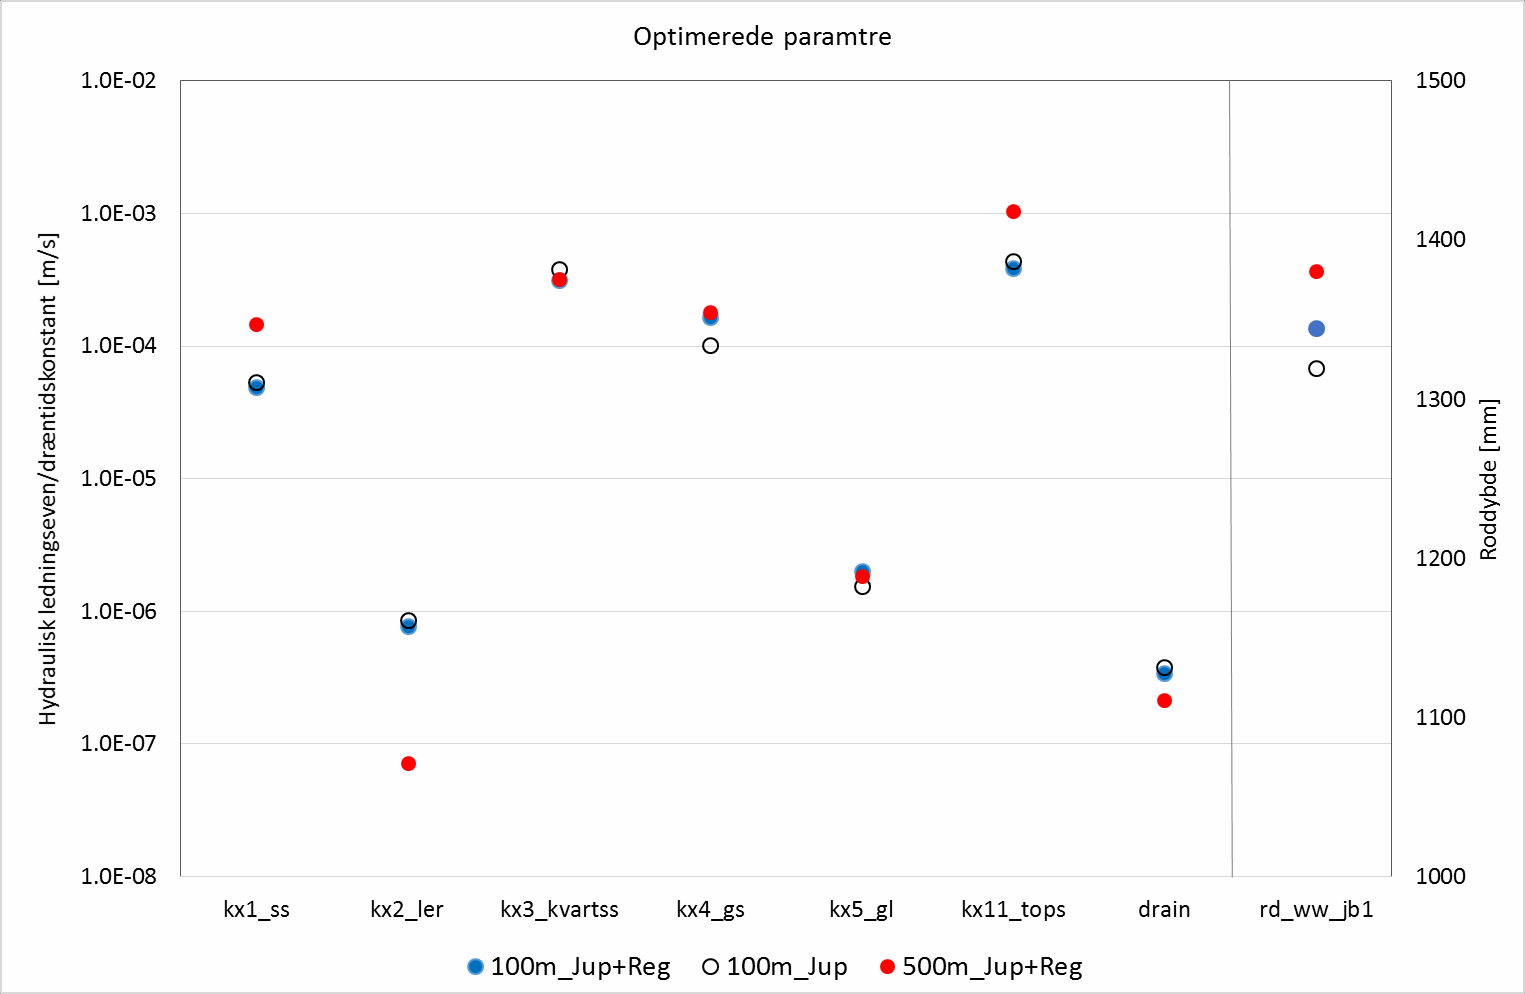 Optimerede paramtre
1.0E-02
1.0E-03
1.0E-04
1.0E-05
1.0E-06
1.0E-07
1.0E-08
Hydraulisk ledningseven/dræntidskonstant [m/s]
1500
1400
1300
1200
1100
1000
Roddybde [mm]
kx1_ss kx2_ler kx3_kvartss kx4_gs kx5_gl kx11_tops drain rd_ww_jb1
100m_Jup+Reg 100m_Jup 500m_Jup+Reg